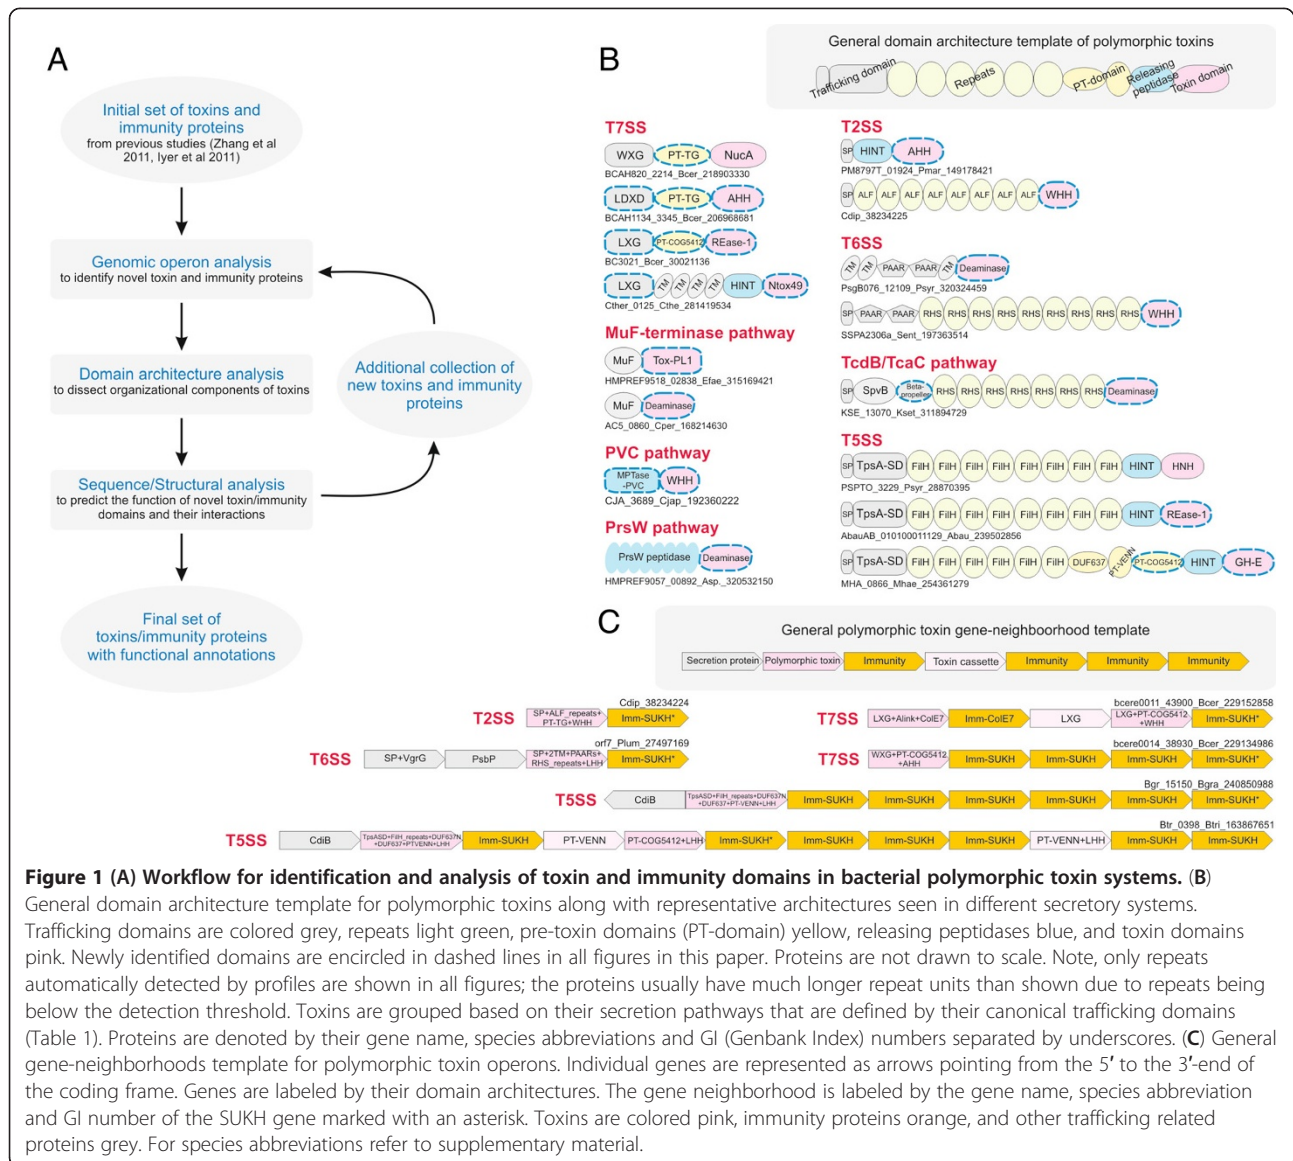 A
Initial set of toxins and
immunity proteins
from previous studies (Zhang et al
2011, Iyer et al 2011)
Genomic operon analysis
to identify novel toxin and immunity proteins
Domain architecture analysis
to dissect organizational components of toxins
Sequence/Structural analysis
to predict the function of novel toxin/immunity
domains and their interactions
Additional collection of
new toxins and immunity
proteins
Final set of
toxins/immunity proteins
with functional annotations
B
General domain architecture template of polymorphic toxins
Trafficking domain Repeats PT-domain Releasing peptidase Toxin domain
T7SS
WXG PT-TG NucA
BCAH820_2214_Bcer_218903330
LDXD PT-TG AHH
BCAH1134_3345_Bcer_206968681
LXG PT-COG5412 REase-1
BC3021_Bcer_30021136
LXG TM TM TM TM HINT Ntox49
Cther_0125_Cthe_281419534
MuF-terminase pathway
MuF Tox-PL1
HMPREF9518_02838_Efae_315169421
MuF Deaminase
AC5_0860_Cper_168214630
PVC pathway
MPTase
-PVC WHH
CJA_3689_Cjap_192360222
PrsW pathway
PrsW peptidase Deaminase
HMPREF9057_00892_Asp._320532150
T2SS
SP HINT AHH
PM8797T_01924_Pmar_149178421
SP ALF ALF ALF ALF ALF ALF ALF WHH
Cdip_38234225
T6SS
TM TM PAAR PAAR TM Deaminase
PsgB076_12109_Psyr_320324459
SP PAAR PAAR RHS RHS RHS RHS RHS RHS RHS RHS WHH
SSPA2306a_Sent_197363514
TcdB/TcaC pathway
SP SpvB Beta-
propeller RHS RHS RHS RHS RHS RHS RHS Deaminase
KSE_13070_Kset_311894729
T5SS
SP TpsA-SD FilH FilH FilH FilH FilH FilH FilH FilH HINT HNH
PSPTO_3229_Psyr_28870395
SP TpsA-SD FilH FilH FilH FilH FilH FilH FilH FilH HINT REase-1
AbauAB_010100011129_Abau_239502856
SP TpsA-SD FilH FilH FilH FilH FilH FilH DUF637 PT-VENN PT-COG5412 HINT GH-E
MHA_0866_Mhae_254361279
C
General polymorphic toxin gene-neighboorhood template
Secretion protein Polymorphic toxin Immunity Toxin cassette Immunity Immunity Immunity
Cdip_38234224
T2SS SP+ALF_repeats+
PT-TG+WHH Imm-SUKH*
bcere0011_43900_Bcer_229152858
T7SS LXG+Alink+ColE7 Imm-ColE7 LXG LXG+PT-COG5412
+WHH Imm-SUKH*
orf7_Plum_27497169
T6SS SP+VgrG PsbP SP+2TM+PAARs+
RHS_repeats+LHH Imm-SUKH*
bcere0014_38930_Bcer_229134986
T7SS WXG+PT-COG5412
+AHH Imm-SUKH Imm-SUKH Imm-SUKH Imm-SUKH*
Bgr_15150_Bgra_240850988
T5SS CdiB TpsASD+FilH_repeats+DUF637N
+DUF637+PT-VENN+LHH Imm-SUKH Imm-SUKH Imm-SUKH Imm-SUKH Imm-SUKH Imm-SUKH*
Btr_0398_Btri_163867651
T5SS CdiB TpsASD+FilH_repeats+DUF637N
+DUF637+PTVENN+LHH Imm-SUKH PT-VENN PT-COG5412+LHH Imm-SUKH* Imm-SUKH Imm-SUKH Imm-SUKH PT-VENN+LHH Imm-SUKH Imm-SUKH
Figure 1 (A) Workflow for identification and analysis of toxin and immunity domains in bacterial polymorphic toxin systems. (B)
General domain architecture template for polymorphic toxins along with representative architectures seen in different secretory systems.
Trafficking domains are colored grey, repeats light green, pre-toxin domains (PT-domain) yellow, releasing peptidases blue, and toxin domains
pink. Newly identified domains are encircled in dashed lines in all figures in this paper. Proteins are not drawn to scale. Note, only repeats
automatically detected by profiles are shown in all figures; the proteins usually have much longer repeat units than shown due to repeats being
below the detection threshold. Toxins are grouped based on their secretion pathways that are defined by their canonical trafficking domains
(Table 1). Proteins are denoted by their gene name, species abbreviations and GI (Genbank Index) numbers separated by underscores. (C) General
gene-neighborhoods template for polymorphic toxin operons. Individual genes are represented as arrows pointing from the 5′ to the 3′-end of
the coding frame. Genes are labeled by their domain architectures. The gene neighborhood is labeled by the gene name, species abbreviation
and GI number of the SUKH gene marked with an asterisk. Toxins are colored pink, immunity proteins orange, and other trafficking related
proteins grey. For species abbreviations refer to supplementary material.